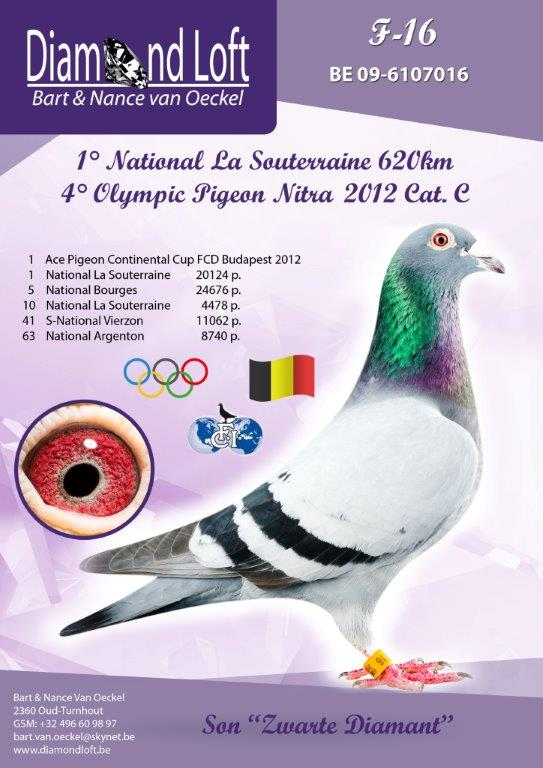 Diamond Loft
Bart & Nance van Oeckel
F-16
BE 09-6107016
1° National La Souterraine 620km
4° Olympic Pigeon Nitra 2012 Cat. C
1 Ace Pigeon Continental Cup FCD Budapest 2012
1 National La Souterraine 20124 p.
5 National Bourges 24676 p.
10 National La Souterraine 4478 p.
41 S-National Vierzon 11062 p.
63 National Argenton 8740 p.
FCI
Bart & Nance Van Oeckel
2360 Oud-Turnhout
GSM: +32 496 60 98 97
bart.van.oeckel@skynet.be
www.diamondloft.be
Son “Zwarte Diamant”